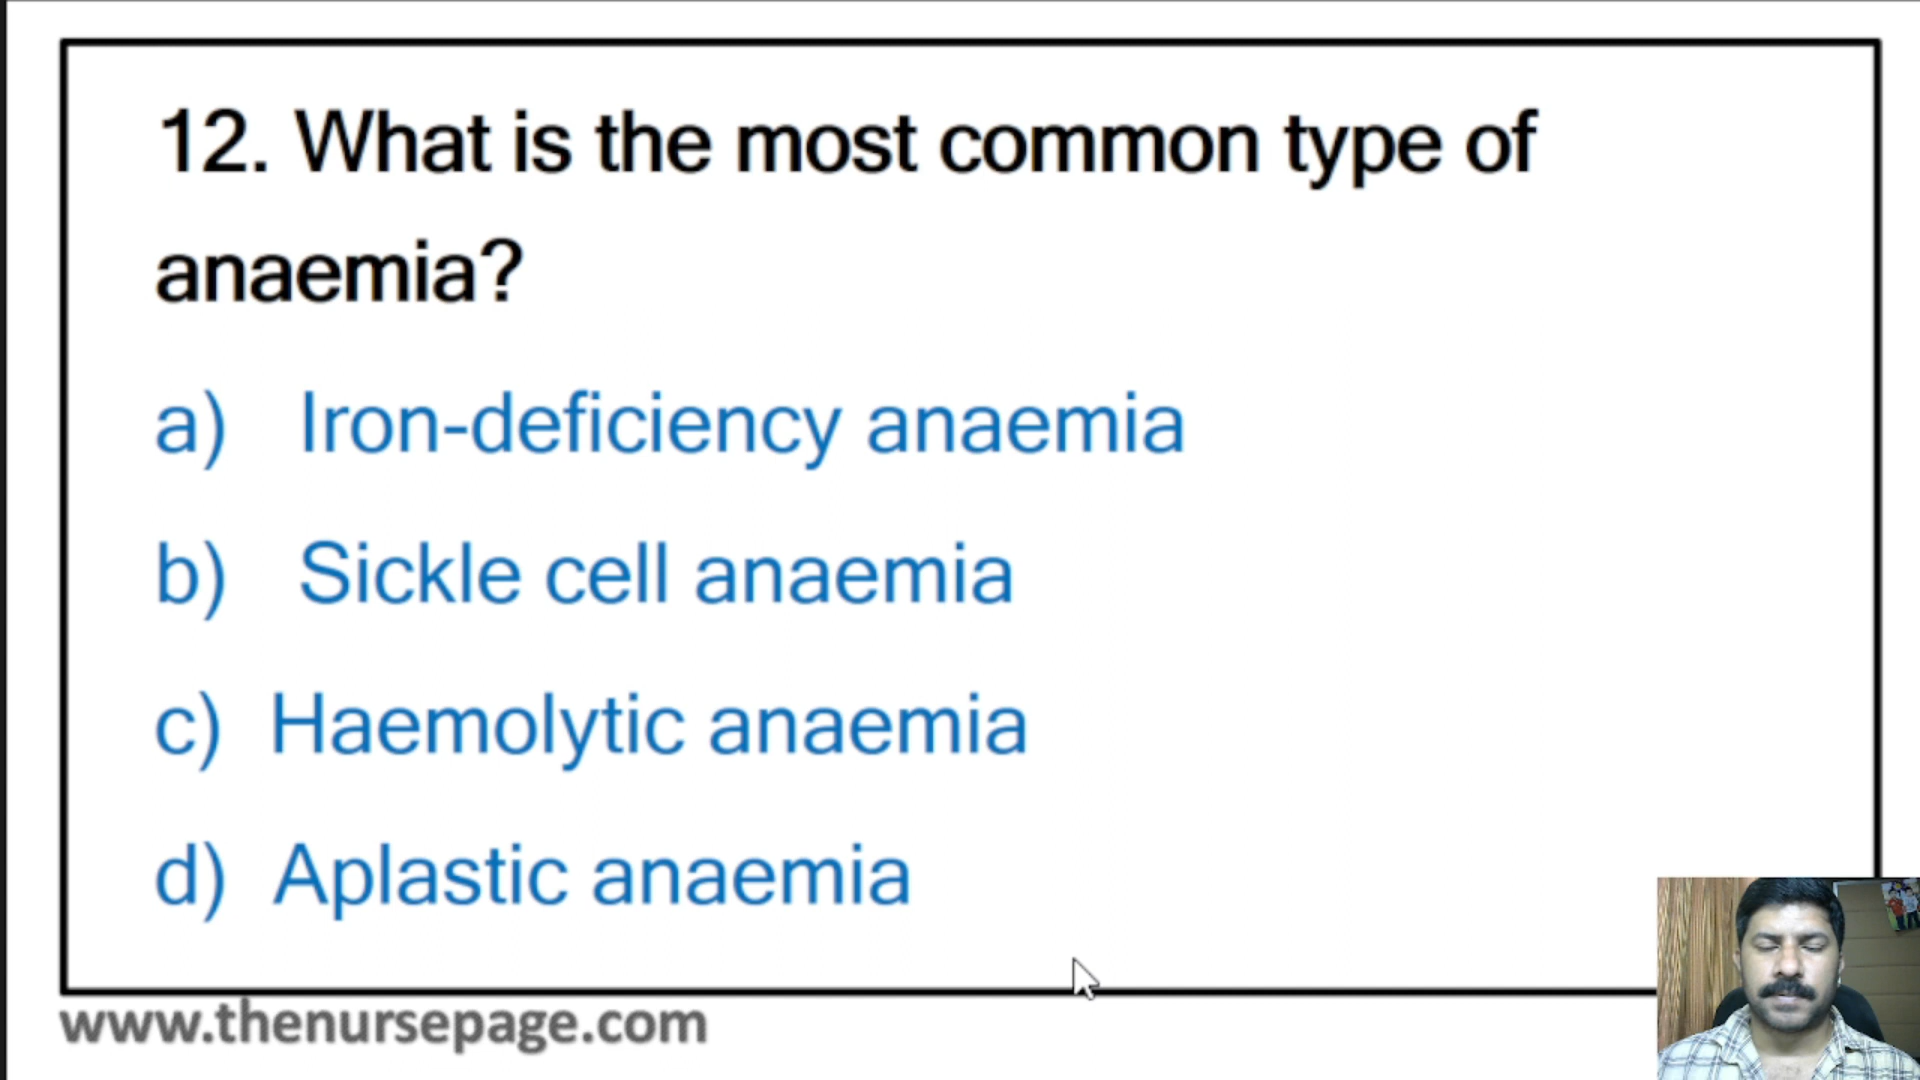 12. What is the most common type of
anaemia?
a) Iron-deficiency anaemia
b) Sickle cell anaemia
c) Haemolytic anaemia
d) Aplastic anaemia
www.thenursepage.com